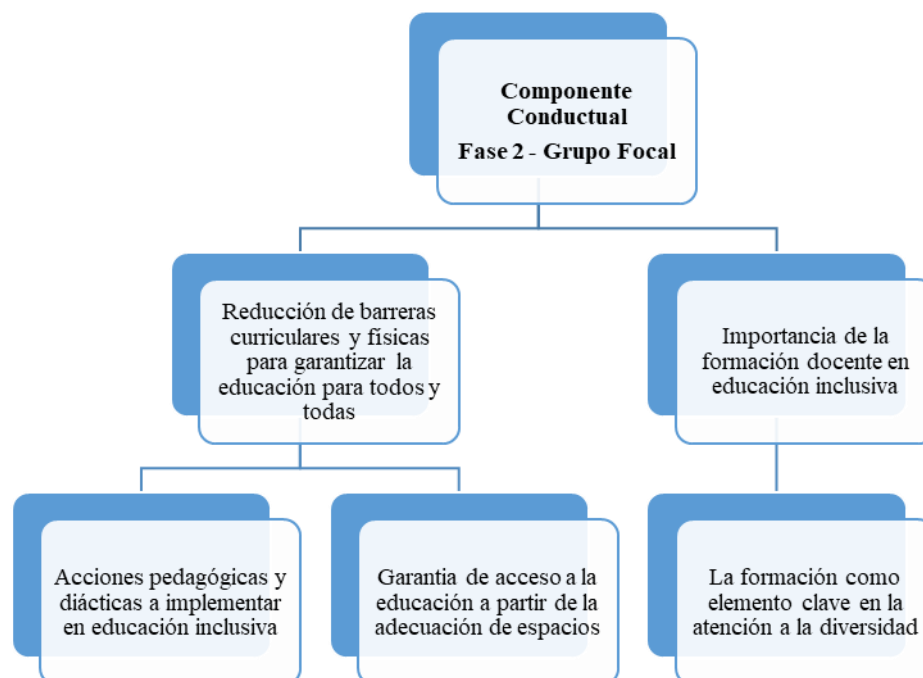 Componente
Conductual
Fase 2 - Grupo Focal
Reducción de barreras
curriculares y físicas
para garantizar la
educación para todos y
todas
Importancia de la
formación docente en
educación inclusiva
Acciones pedagógicas y
diácticas a implementar
en educación inclusiva
Garantia de acceso a la
educación a partir de la
adecuación de espacios
La formación como
elemento clave en la
atención a la diversidad